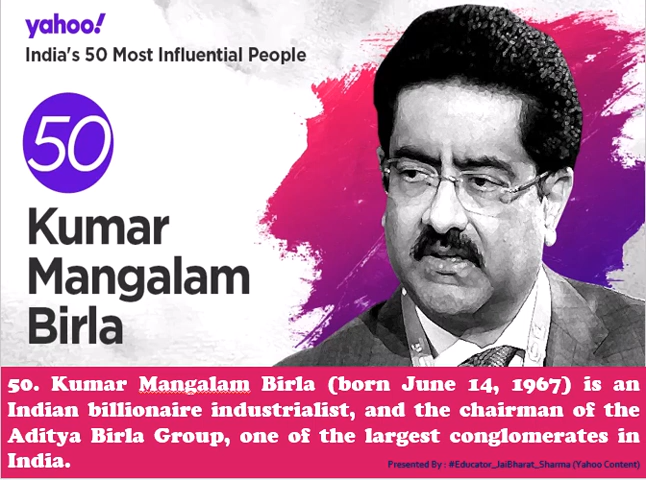 yahoo!
India's 50 Most Influential People
50
Kumar
Mangalam
Birla
50. Kumar Mangalam Birla (born June 14, 1967) is an
Indian billionaire industrialist, and the chairman of the
Aditya Birla Group, one of the largest conglomerates in
India.
Presented By : #Educator_JaiBharat_Sharma (Yahoo Content)